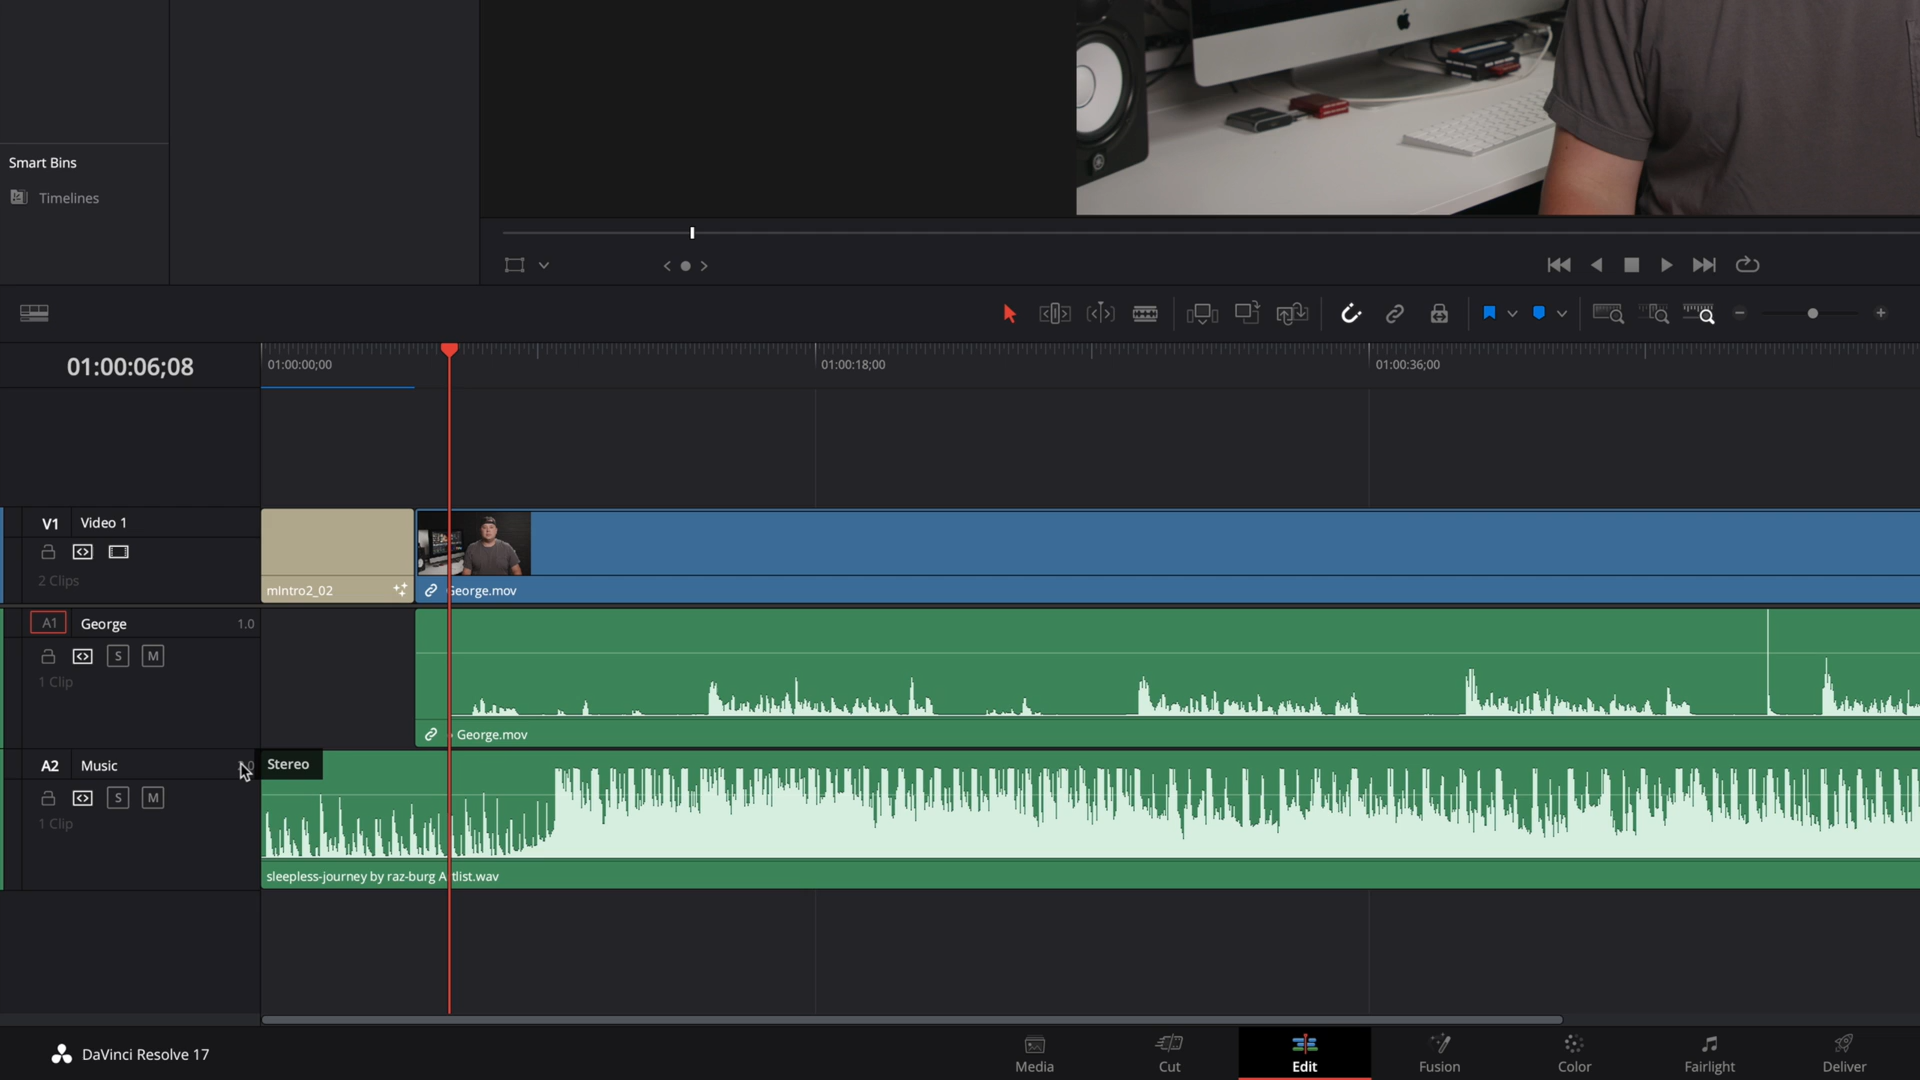 Smart Bins
Timelines
01:00:06;08
01:00:00;00
01:00:18;00
01:00:36;00
V1 Video 1
2 Clips
mIntro2_02
George.mov
A1 George 1.0
S M
1 Clip
George.mov
A2 Music
Stereo
S M
1 Clip
sleepless-journey by raz-burg Artlist.wav
DaVinci Resolve 17
Media
Cut
Edit
Fusion
Color
Fairlight
Deliver